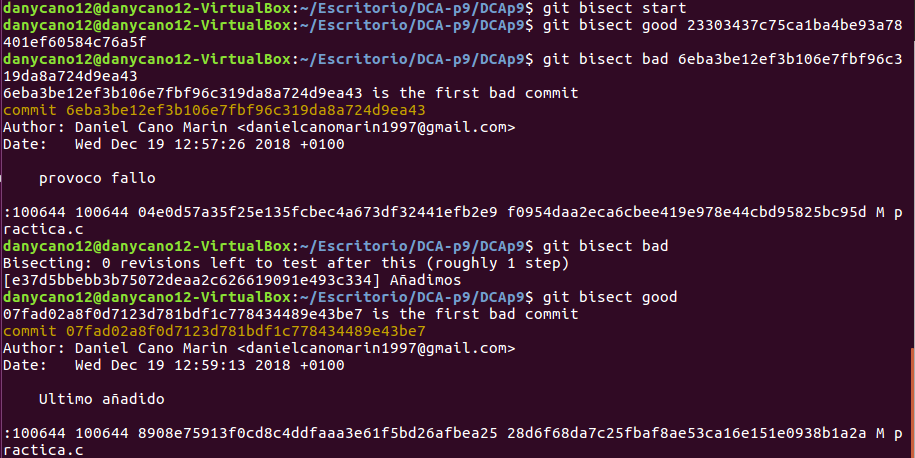 danycano12@danycano12-VirtualBox:~/Escritorio/DCA-p9/DCAp9$ git bisect start
danycano12@danycano12-VirtualBox:~/Escritorio/DCA-p9/DCAp9$ git bisect good 23303437c75ca1ba4be93a78
401ef60584c76a5f
danycano12@danycano12-VirtualBox:~/Escritorio/DCA-p9/DCAp9$ git bisect bad 6eba3be12ef3b106e7fbf96c3
19da8a724d9ea43
6eba3be12ef3b106e7fbf96c319da8a724d9ea43 is the first bad commit
commit 6eba3be12ef3b106e7fbf96c319da8a724d9ea43
Author: Daniel Cano Marin <danielcanomarin1997@gmail.com>
Date:   Wed Dec 19 12:57:26 2018 +0100

    provoco fallo

:100644 100644 04e0d57a35f25e135fcbec4a673df32441efb2e9 f0954daa2eca6cbee419e978e44cbd95825bc95d M p
ractica.c
danycano12@danycano12-VirtualBox:~/Escritorio/DCA-p9/DCAp9$ git bisect bad
Bisecting: 0 revisions left to test after this (roughly 1 step)
[e37d5bbebb3b75072deaa2c626619091e493c334] Añadimos
danycano12@danycano12-VirtualBox:~/Escritorio/DCA-p9/DCAp9$ git bisect good
07fad02a8f0d7123d781bdf1c778434489e43be7 is the first bad commit
commit 07fad02a8f0d7123d781bdf1c778434489e43be7
Author: Daniel Cano Marin <danielcanomarin1997@gmail.com>
Date:   Wed Dec 19 12:59:13 2018 +0100

    Ultimo añadido

:100644 100644 8908e75913f0cd8c4ddfaaa3e61f5bd26afbea25 28d6f68da7c25fbaf8ae53ca16e151e0938b1a2a M p
ractica.c